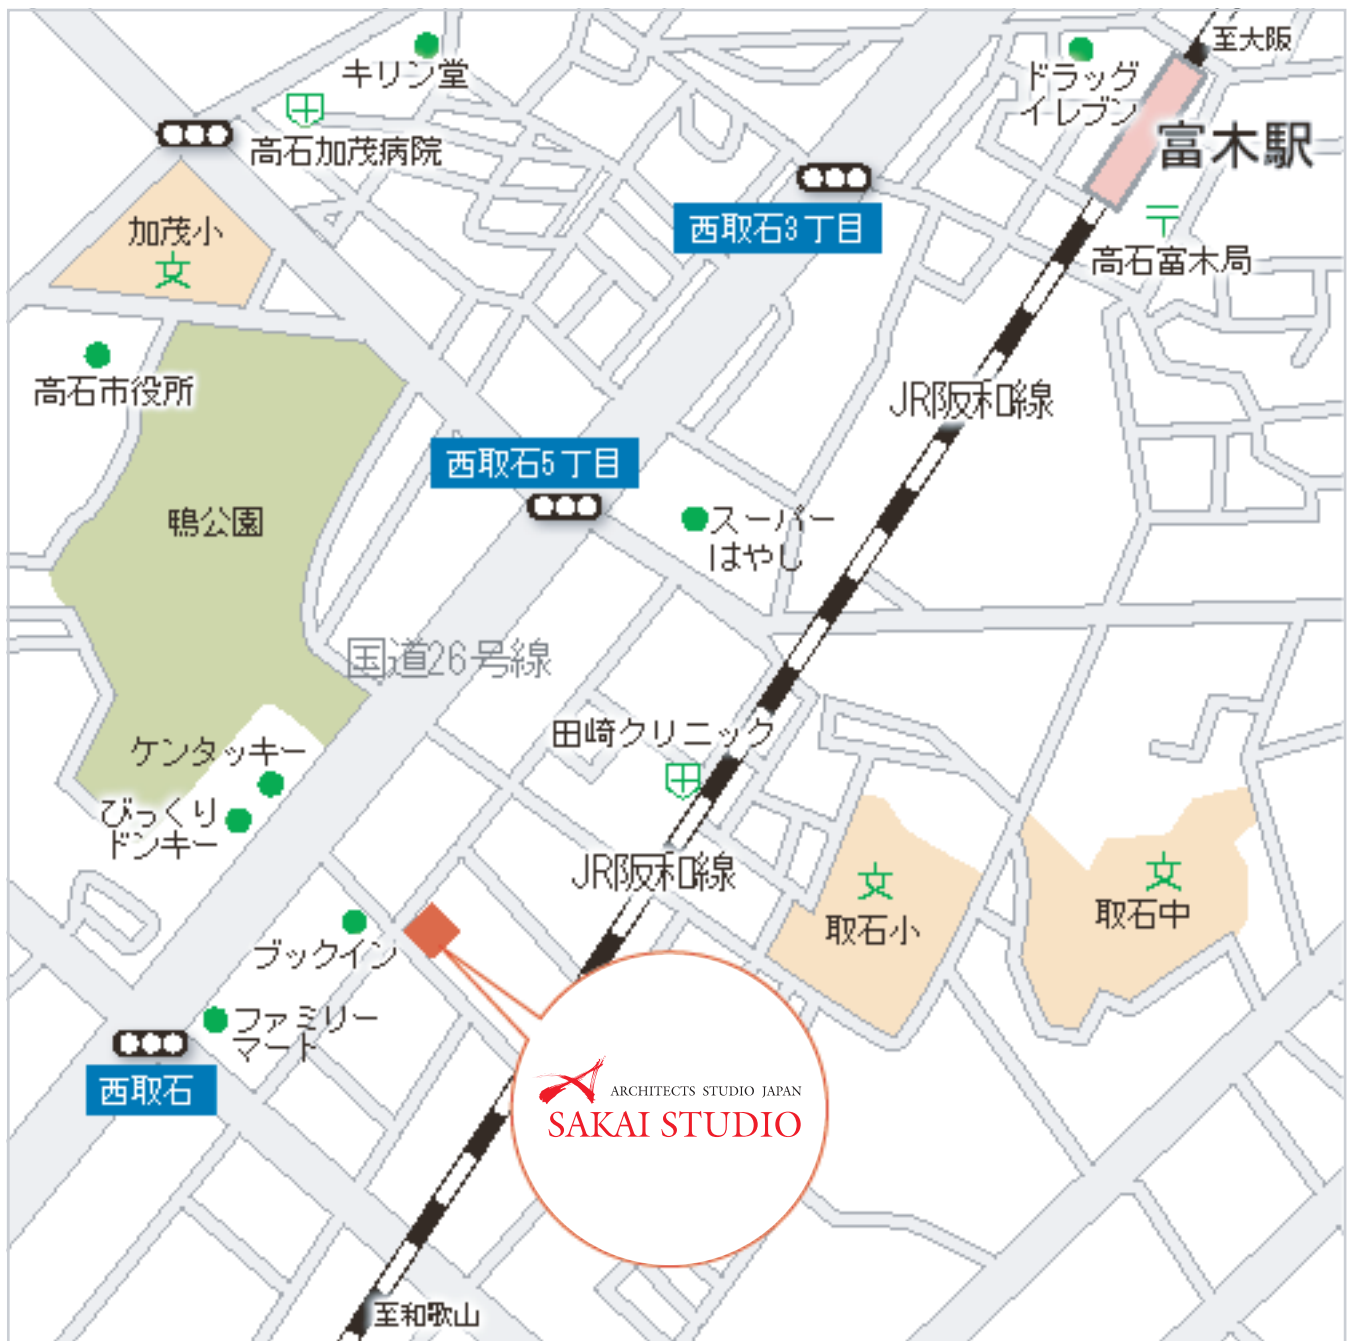 至大阪
キリン堂
ドラッグ
イレブン
富木駅
高石加茂病院
西取石3丁目
加茂小
高石富木局
高石市役所
JR阪和線
西取石5丁目
鴨公園
スーパー
はやし
国道26号線
田崎クリニック
ケンタッキー
びっくり
ドンキー
JR阪和線
取石小
取石中
ブックイン
ファミリー
マート
西取石
ARCHITECTS STUDIO JAPAN
SAKAI STUDIO
至和歌山